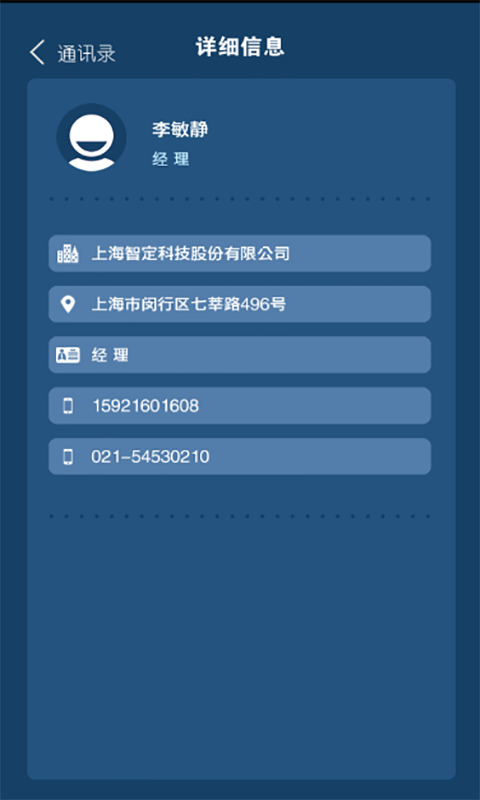 通讯录
详细信息
李敏静
经 理
上海智定科技股份有限公司
上海市闵行区七莘路496号
经 理
15921601608
021-54530210